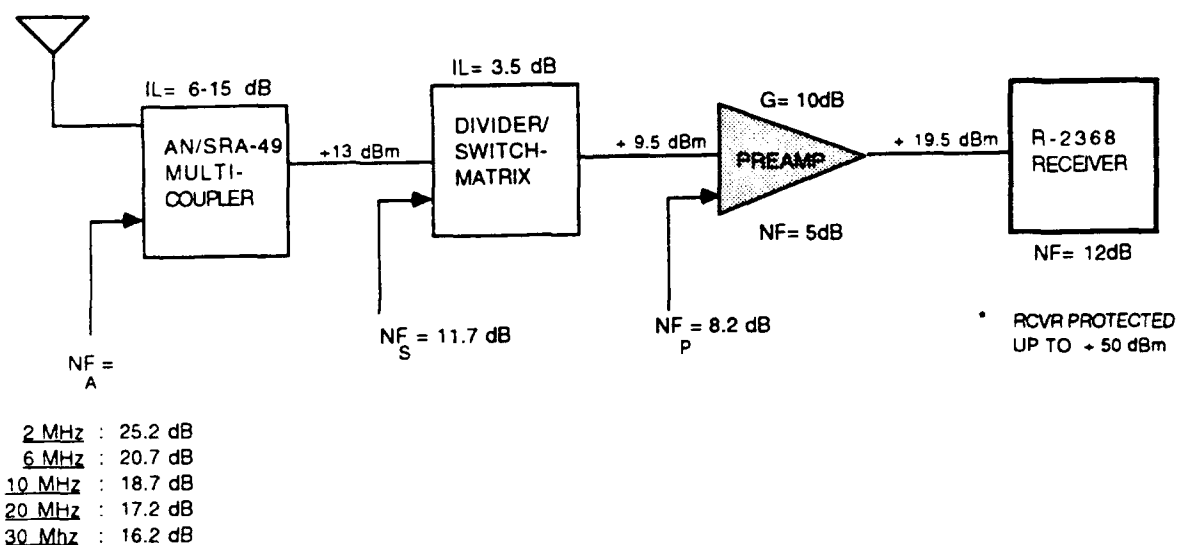 IL= 6-15 dB
AN/SRA-49
MULTI-
COUPLER
+13 dBm
IL= 3.5 dB
DIVIDER/
SWITCH-
MATRIX
+ 9.5 dBm
G= 10dB
PREAMP
NF= 5dB
+ 19.5 dBm
R-2368
RECEIVER
NF= 12dB
NF =
A
NF = 11.7 dB
S
NF = 8.2 dB
P
* RCVR PROTECTED
UP TO + 50 dBm
2 MHz : 25.2 dB
6 MHz : 20.7 dB
10 MHz : 18.7 dB
20 MHz : 17.2 dB
30 Mhz : 16.2 dB